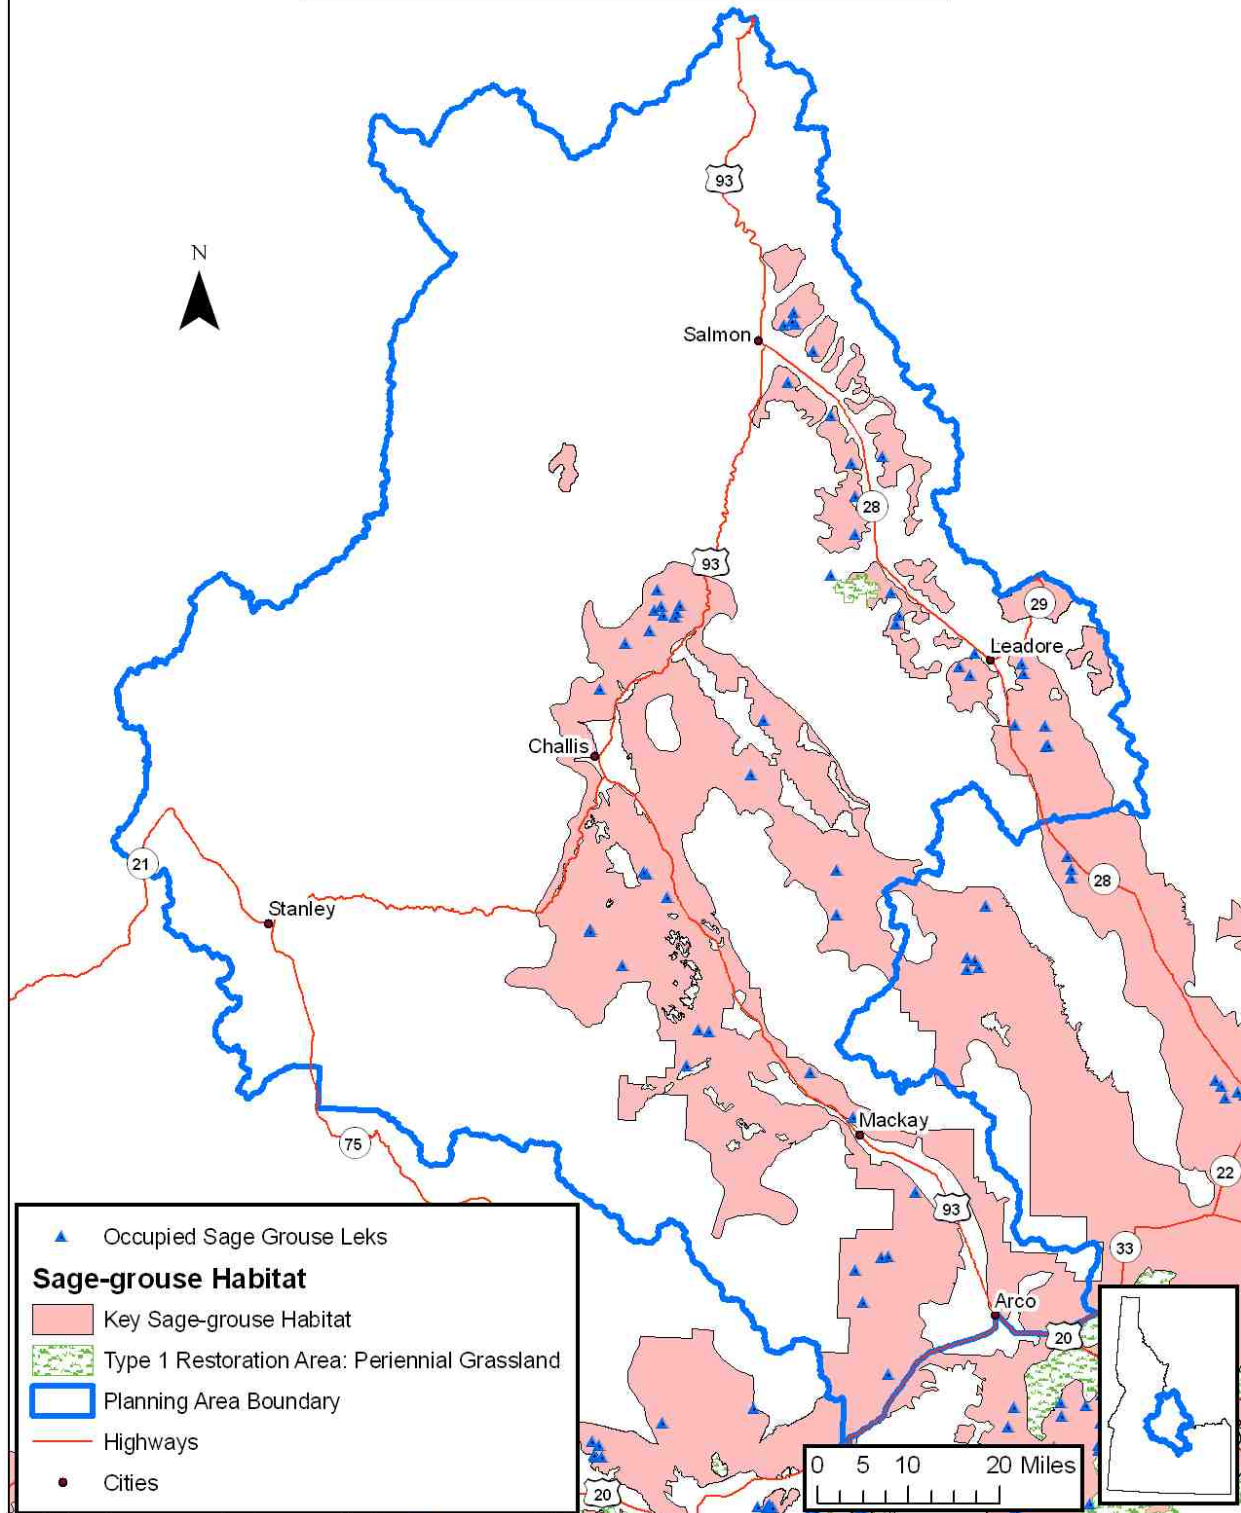 93
N
Salmon
28
93
29
Leadore
Challis
21
28
Stanley
Mackay
75
22
93
33
Arco
20
Occupied Sage Grouse Leks
Sage-grouse Habitat
Key Sage-grouse Habitat
Type 1 Restoration Area: Periennial Grassland
Planning Area Boundary
Highways
Cities
0 5 10 20 Miles
20